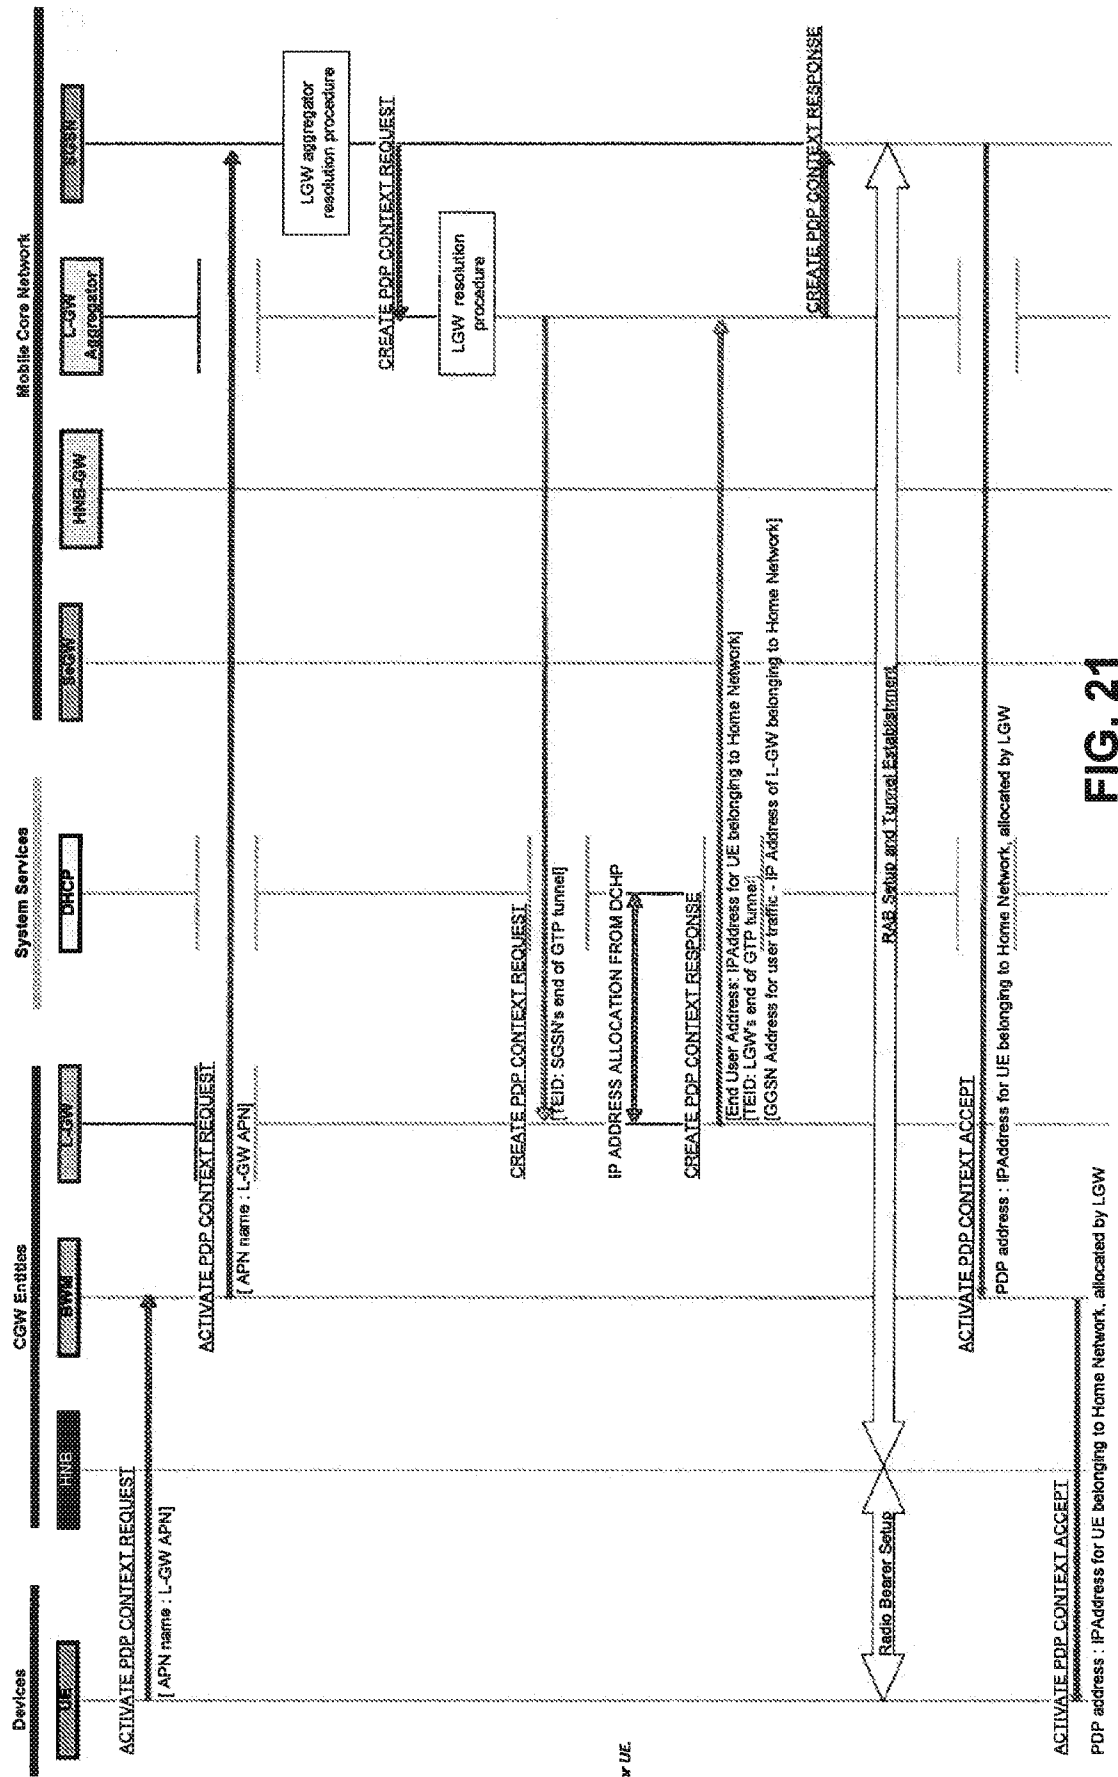 Devices
CGW Entities
System Services
Mobile Core Network
UE
HNB
BWM
L-GW
DHCP
SeGW
HNB-GW
L-GW
Aggregator
SGSN
ACTIVATE PDP CONTEXT REQUEST
[ APN name : L-GW APN]
ACTIVATE PDP CONTEXT REQUEST
[ APN name : L-GW APN]
LGW aggregator
resolution procedure
CREATE PDP CONTEXT REQUEST
LGW resolution
procedure
CREATE PDP CONTEXT REQUEST
[TEID: SGSN's end of GTP tunnel]
IP ADDRESS ALLOCATION FROM DCHP
CREATE PDP CONTEXT RESPONSE
[End User Address: IPAddress for UE belonging to Home Network]
[TEID: LGW's end of GTP tunnel]
[GGSN Address for user traffic - IP Address of L-GW belonging to Home Network]
CREATE PDP CONTEXT RESPONSE
Radio Bearer Setup
RAB Setup and Tunnel Establishment
ACTIVATE PDP CONTEXT ACCEPT
PDP address : IPAddress for UE belonging to Home Network, allocated by LGW
ACTIVATE PDP CONTEXT ACCEPT
PDP address : IPAddress for UE belonging to Home Network, allocated by LGW
or UE.
FIG. 21